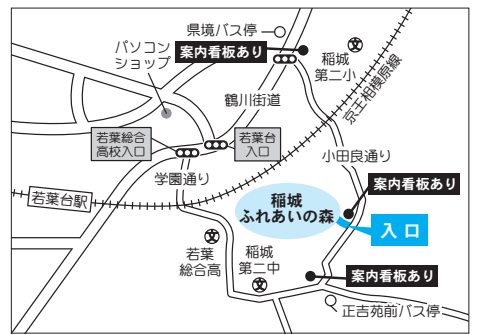 県境バス停
パソコン
ショップ
案内看板あり
文
稲城
第二小
京王相模原線
鶴川街道
若葉総合
高校入口
若葉台
入口
小田良通り
学園通り
案内看板あり
若葉台駅
稲城
ふれあいの森
入口
文
若葉
総合高
稲城
第二中
文
案内看板あり
正吉苑前バス停